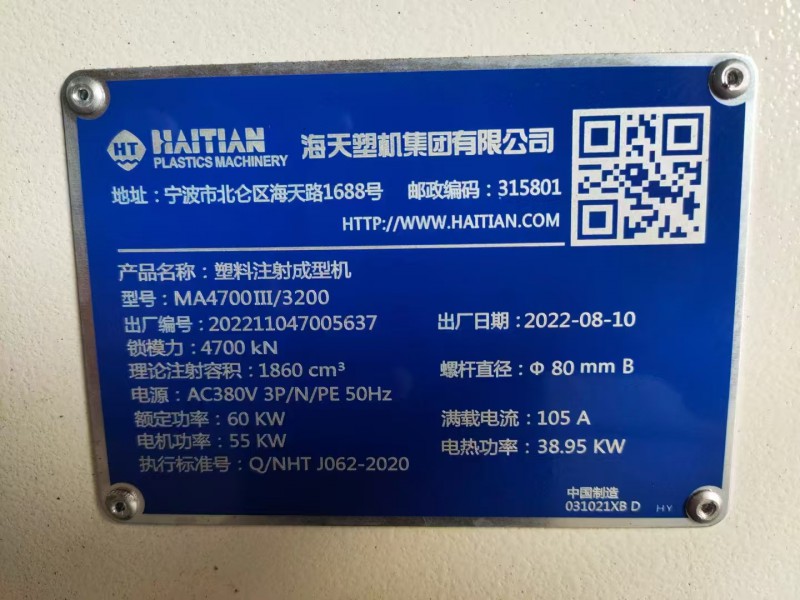 HT HAITIAN 海天塑机集团有限公司
PLASTICS MACHINERY
地址：宁波市北仑区海天路1688号 邮政编码：315801
HTTP://WWW.HAITIAN.COM
产品名称：塑料注射成型机
型号：MA4700Ⅲ/3200
出厂编号：202211047005637 出厂日期：2022-08-10
锁模力：4700 kN
理论注射容积：1860 cm³ 螺杆直径：Φ 80 mm B
电源：AC380V 3P/N/PE 50Hz
额定功率：60 KW 满载电流：105 A
电机功率：55 KW 电热功率：38.95 KW
执行标准号：Q/NHT J062-2020
中国制造
031021XB D HY